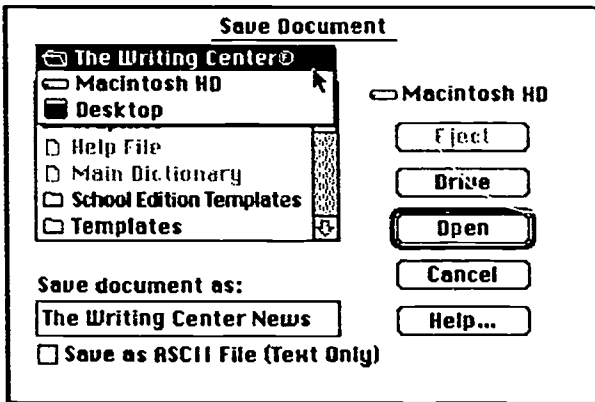 Save Document
The Writing Center®
Macintosh HD
Desktop
Help File
Main Dictionary
School Edition Templates
Templates
Macintosh HD
Eject
Drive
Open
Cancel
Help...
Save document as:
The Writing Center News
Save as ASCII File (Text Only)